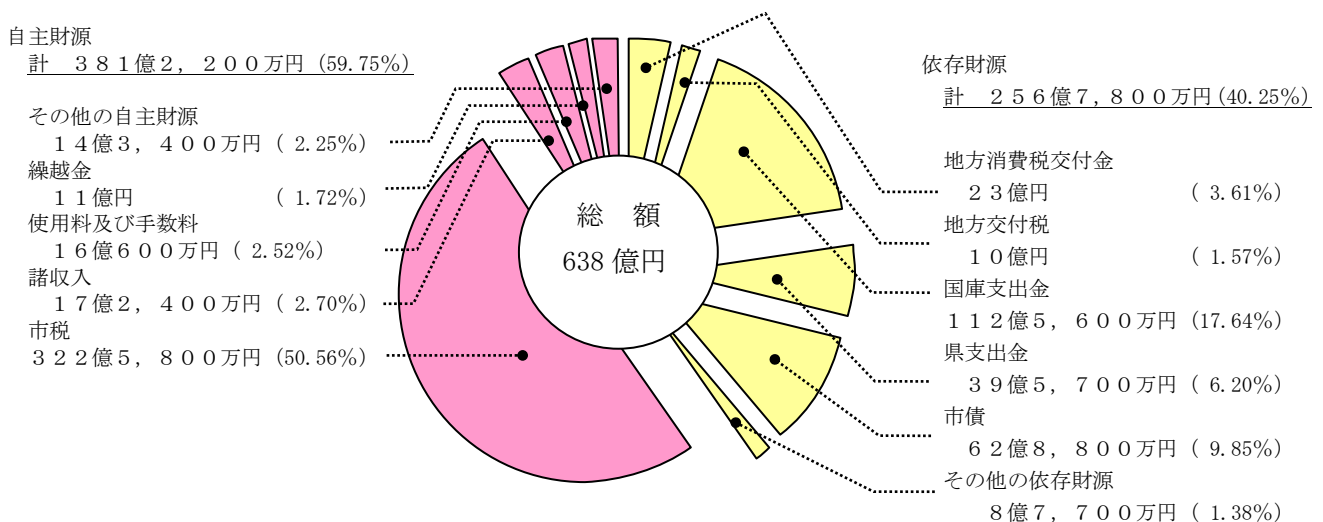 自主財源
計　３８１億２，２００万円（59.75%）
その他の自主財源
１４億３，４００万円（ 2.25%）
繰越金
１１億円　（ 1.72%）
使用料及び手数料
１６億６００万円（ 2.52%）
諸収入
１７億２，４００万円（ 2.70%）
市税
３２２億５，８００万円（50.56%）
総　額
638 億円
依存財源
計　２５６億７,８００万円(40.25%)
地方消費税交付金
２３億円　（ 3.61%）
地方交付税
１０億円　（ 1.57%）
国庫支出金
１１２億５，６００万円（17.64%）
県支出金
３９億５，７００万円（ 6.20%）
市債
６２億８，８００万円（ 9.85%）
その他の依存財源
８億７，７００万円（ 1.38%）